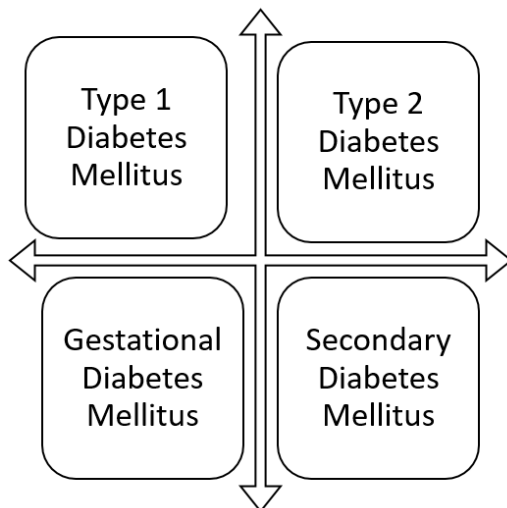 Type 1
Diabetes
Mellitus
Type 2
Diabetes
Mellitus
Gestational
Diabetes
Mellitus
Secondary
Diabetes
Mellitus